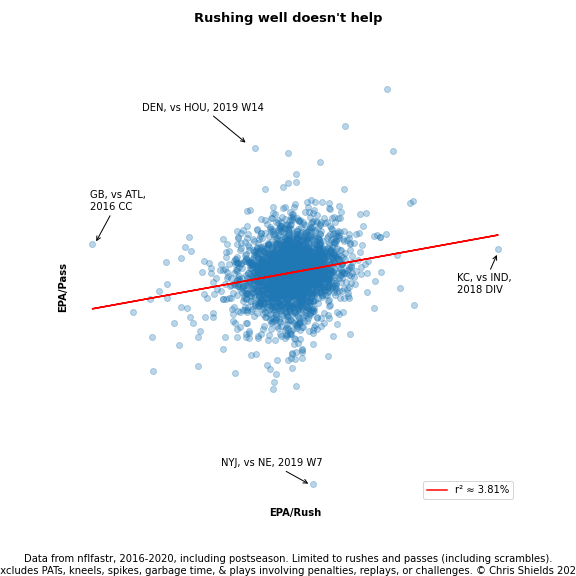 Rushing well doesn't help
DEN, vs HOU, 2019 W14
GB, vs ATL,
2016 CC
KC, vs IND,
2018 DIV
EPA/Pass
NYJ, vs NE, 2019 W7
r² ≈ 3.81%
EPA/Rush
Data from nflfastr, 2016-2020, including postseason. Limited to rushes and passes (including scrambles).
xcludes PATs, kneels, spikes, garbage time, & plays involving penalties, replays, or challenges. © Chris Shields 202